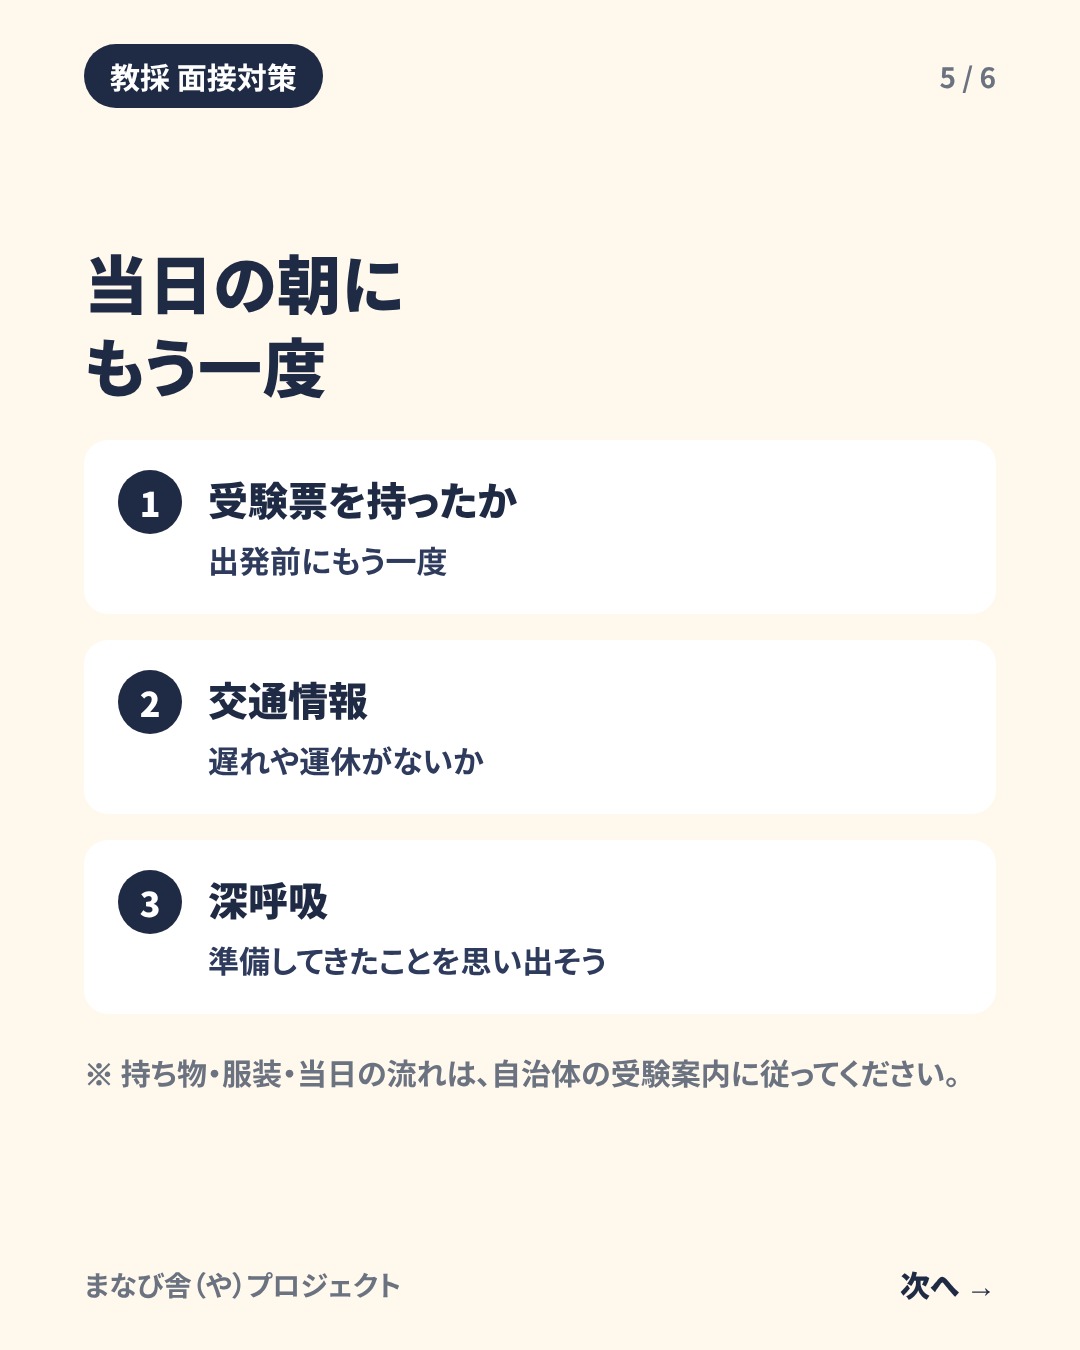 教採 面接対策
5 / 6
当日の朝に
もう一度
1 受験票を持ったか
出発前にもう一度
2 交通情報
遅れや運休がないか
3 深呼吸
準備してきたことを思い出そう
※ 持ち物・服装・当日の流れは、自治体の受験案内に従ってください。
まなび舎（や）プロジェクト
次へ →